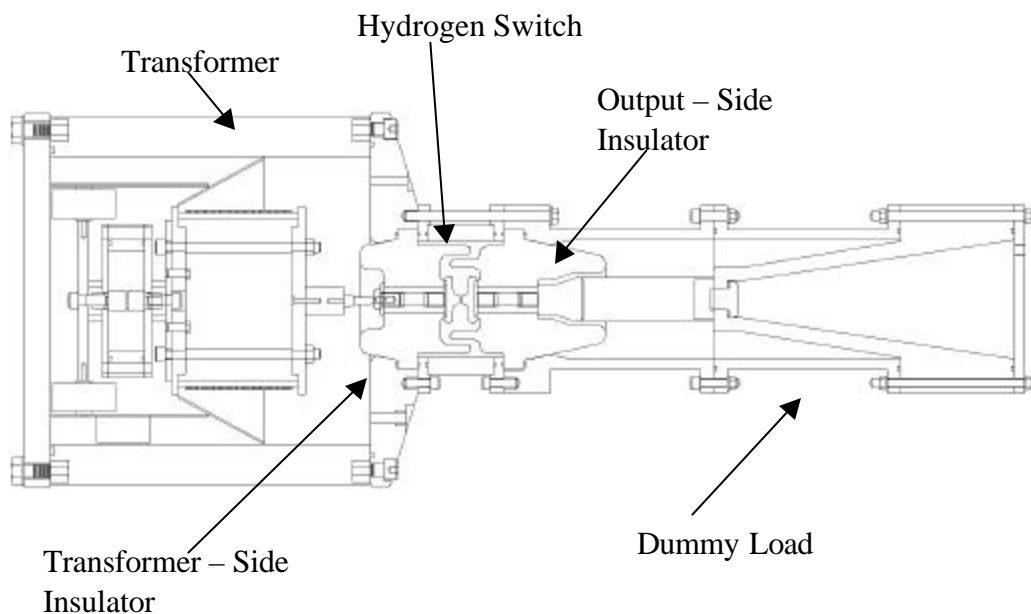 Hydrogen Switch
Transformer
Output – Side
Insulator
Transformer – Side
Insulator
Dummy Load